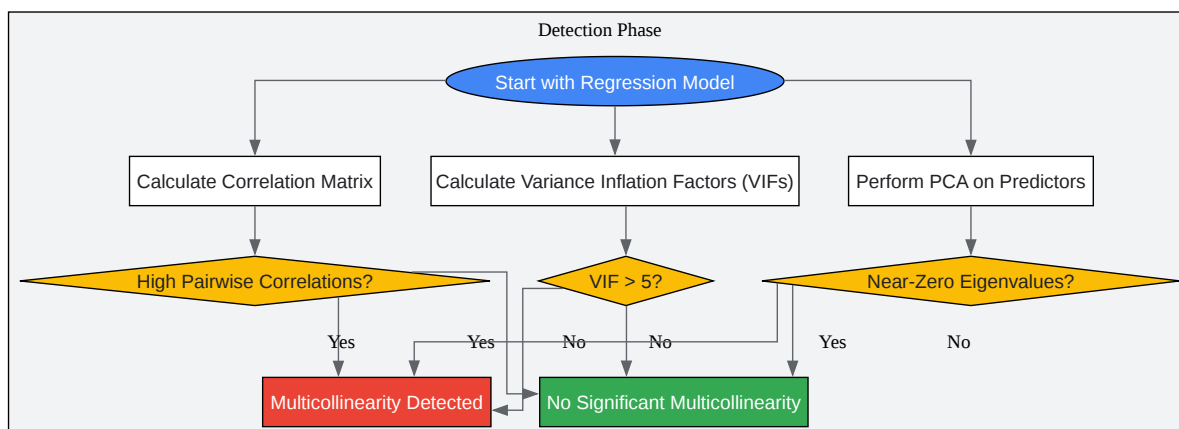 Detection Phase
Start with Regression Model
Calculate Correlation Matrix
Calculate Variance Inflation Factors (VIFs)
Perform PCA on Predictors
High Pairwise Correlations?
VIF > 5?
Near-Zero Eigenvalues?
Yes
Yes
No
No
Yes
No
Multicollinearity Detected
No Significant Multicollinearity